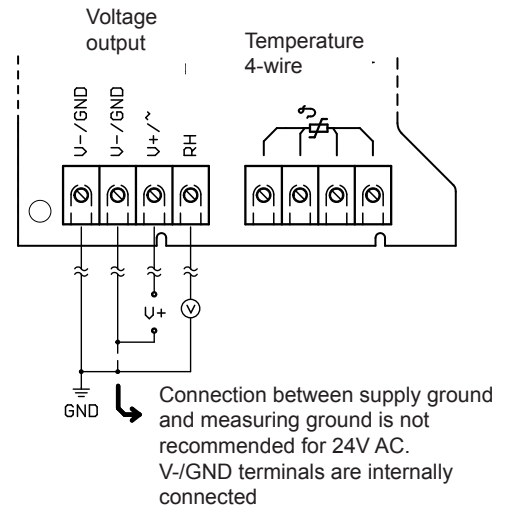 Voltage
output
Temperature
4-wire
V-/GND
V-/GND
V+/~
RH
V+
V
GND
Connection between supply ground
and measuring ground is not
recommended for 24V AC.
V-/GND terminals are internally
connected